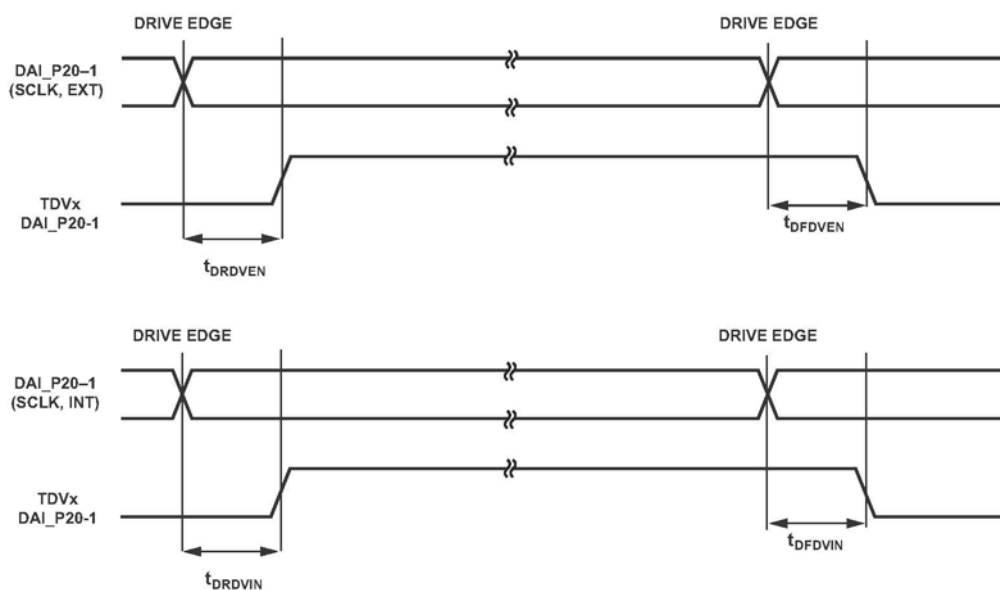 DRIVE EDGE
DRIVE EDGE
DAI_P20–1
(SCLK, EXT)
TDVx
DAI_P20-1
tDRDVEN
tDFDVEN
DRIVE EDGE
DRIVE EDGE
DAI_P20–1
(SCLK, INT)
TDVx
DAI_P20-1
tDRDVIN
tDFDVIN